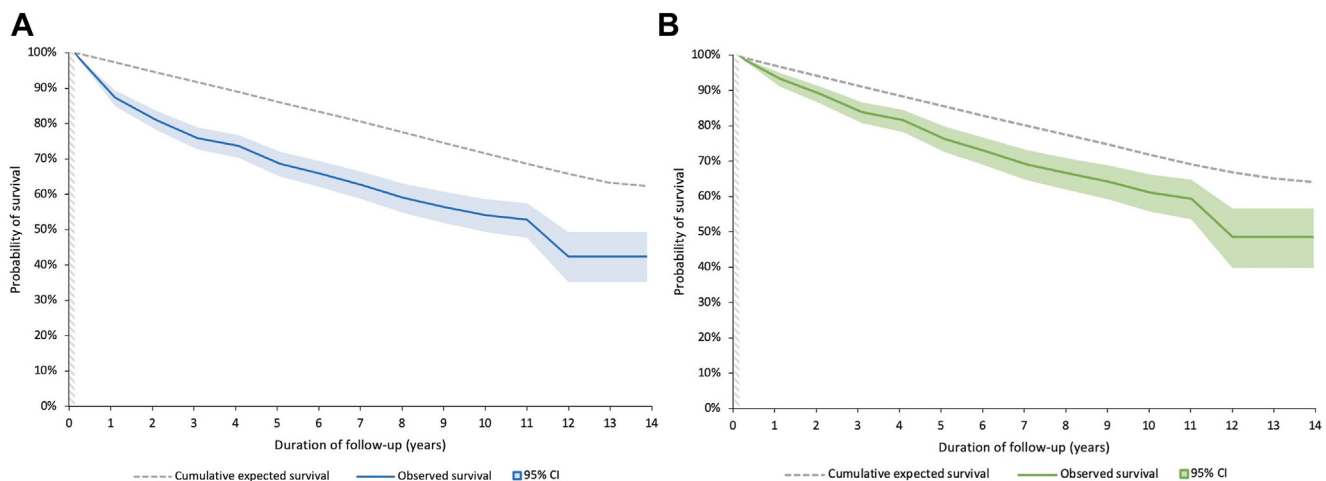 A
100%
90%
80%
70%
60%
50%
40%
30%
20%
10%
0%
Probability of survival
0 1 2 3 4 5 6 7 8 9 10 11 12 13 14
Duration of follow-up (years)
Cumulative expected survival Observed survival 95% CI
B
100%
90%
80%
70%
60%
50%
40%
30%
20%
10%
0%
Probability of survival
0 1 2 3 4 5 6 7 8 9 10 11 12 13 14
Duration of follow-up (years)
Cumulative expected survival Observed survival 95% CI